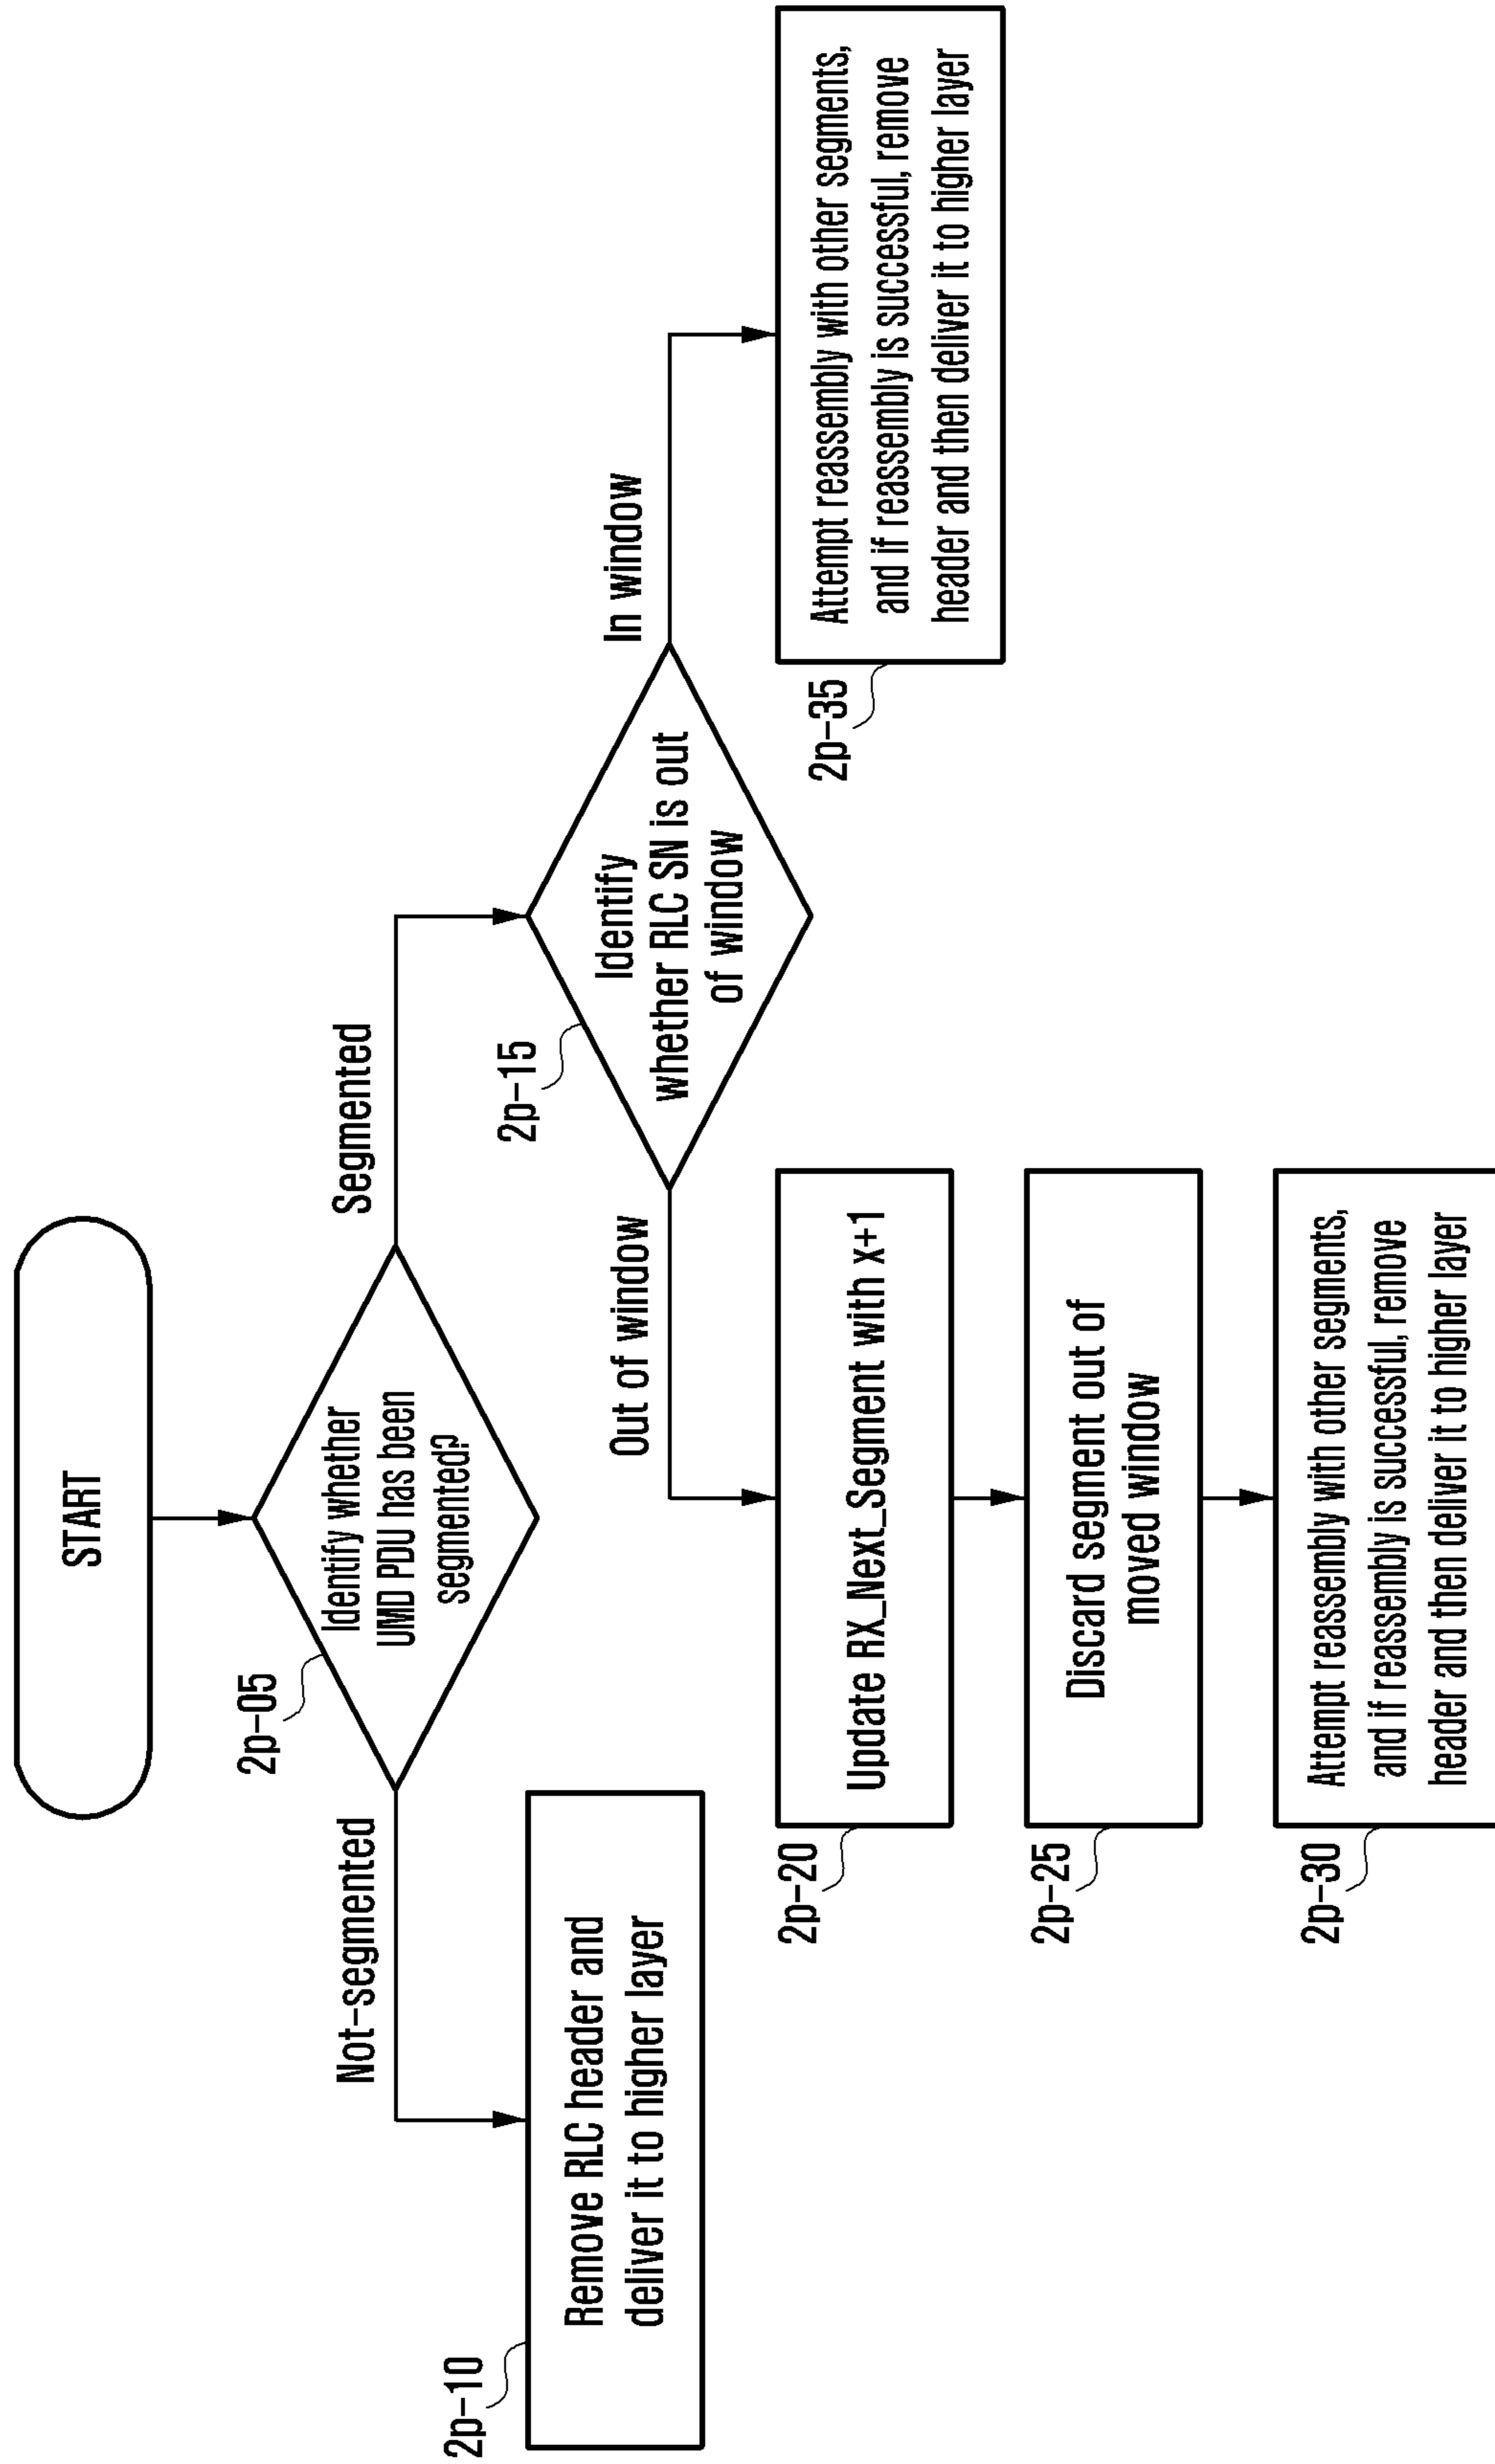 START
2p-05
Identify whether
UMD PDU has been
segmented?
Not-segmented
Segmented
2p-10
Remove RLC header and
deliver it to higher layer
2p-15
Identify
whether RLC SN is out
of window
Out of window
In window
2p-20
Update RX_Next_Segment with x+1
2p-25
Discard segment out of
moved window
2p-30
Attempt reassembly with other segments,
and if reassembly is successful, remove
header and then deliver it to higher layer
2p-35
Attempt reassembly with other segments,
and if reassembly is successful, remove
header and then deliver it to higher layer